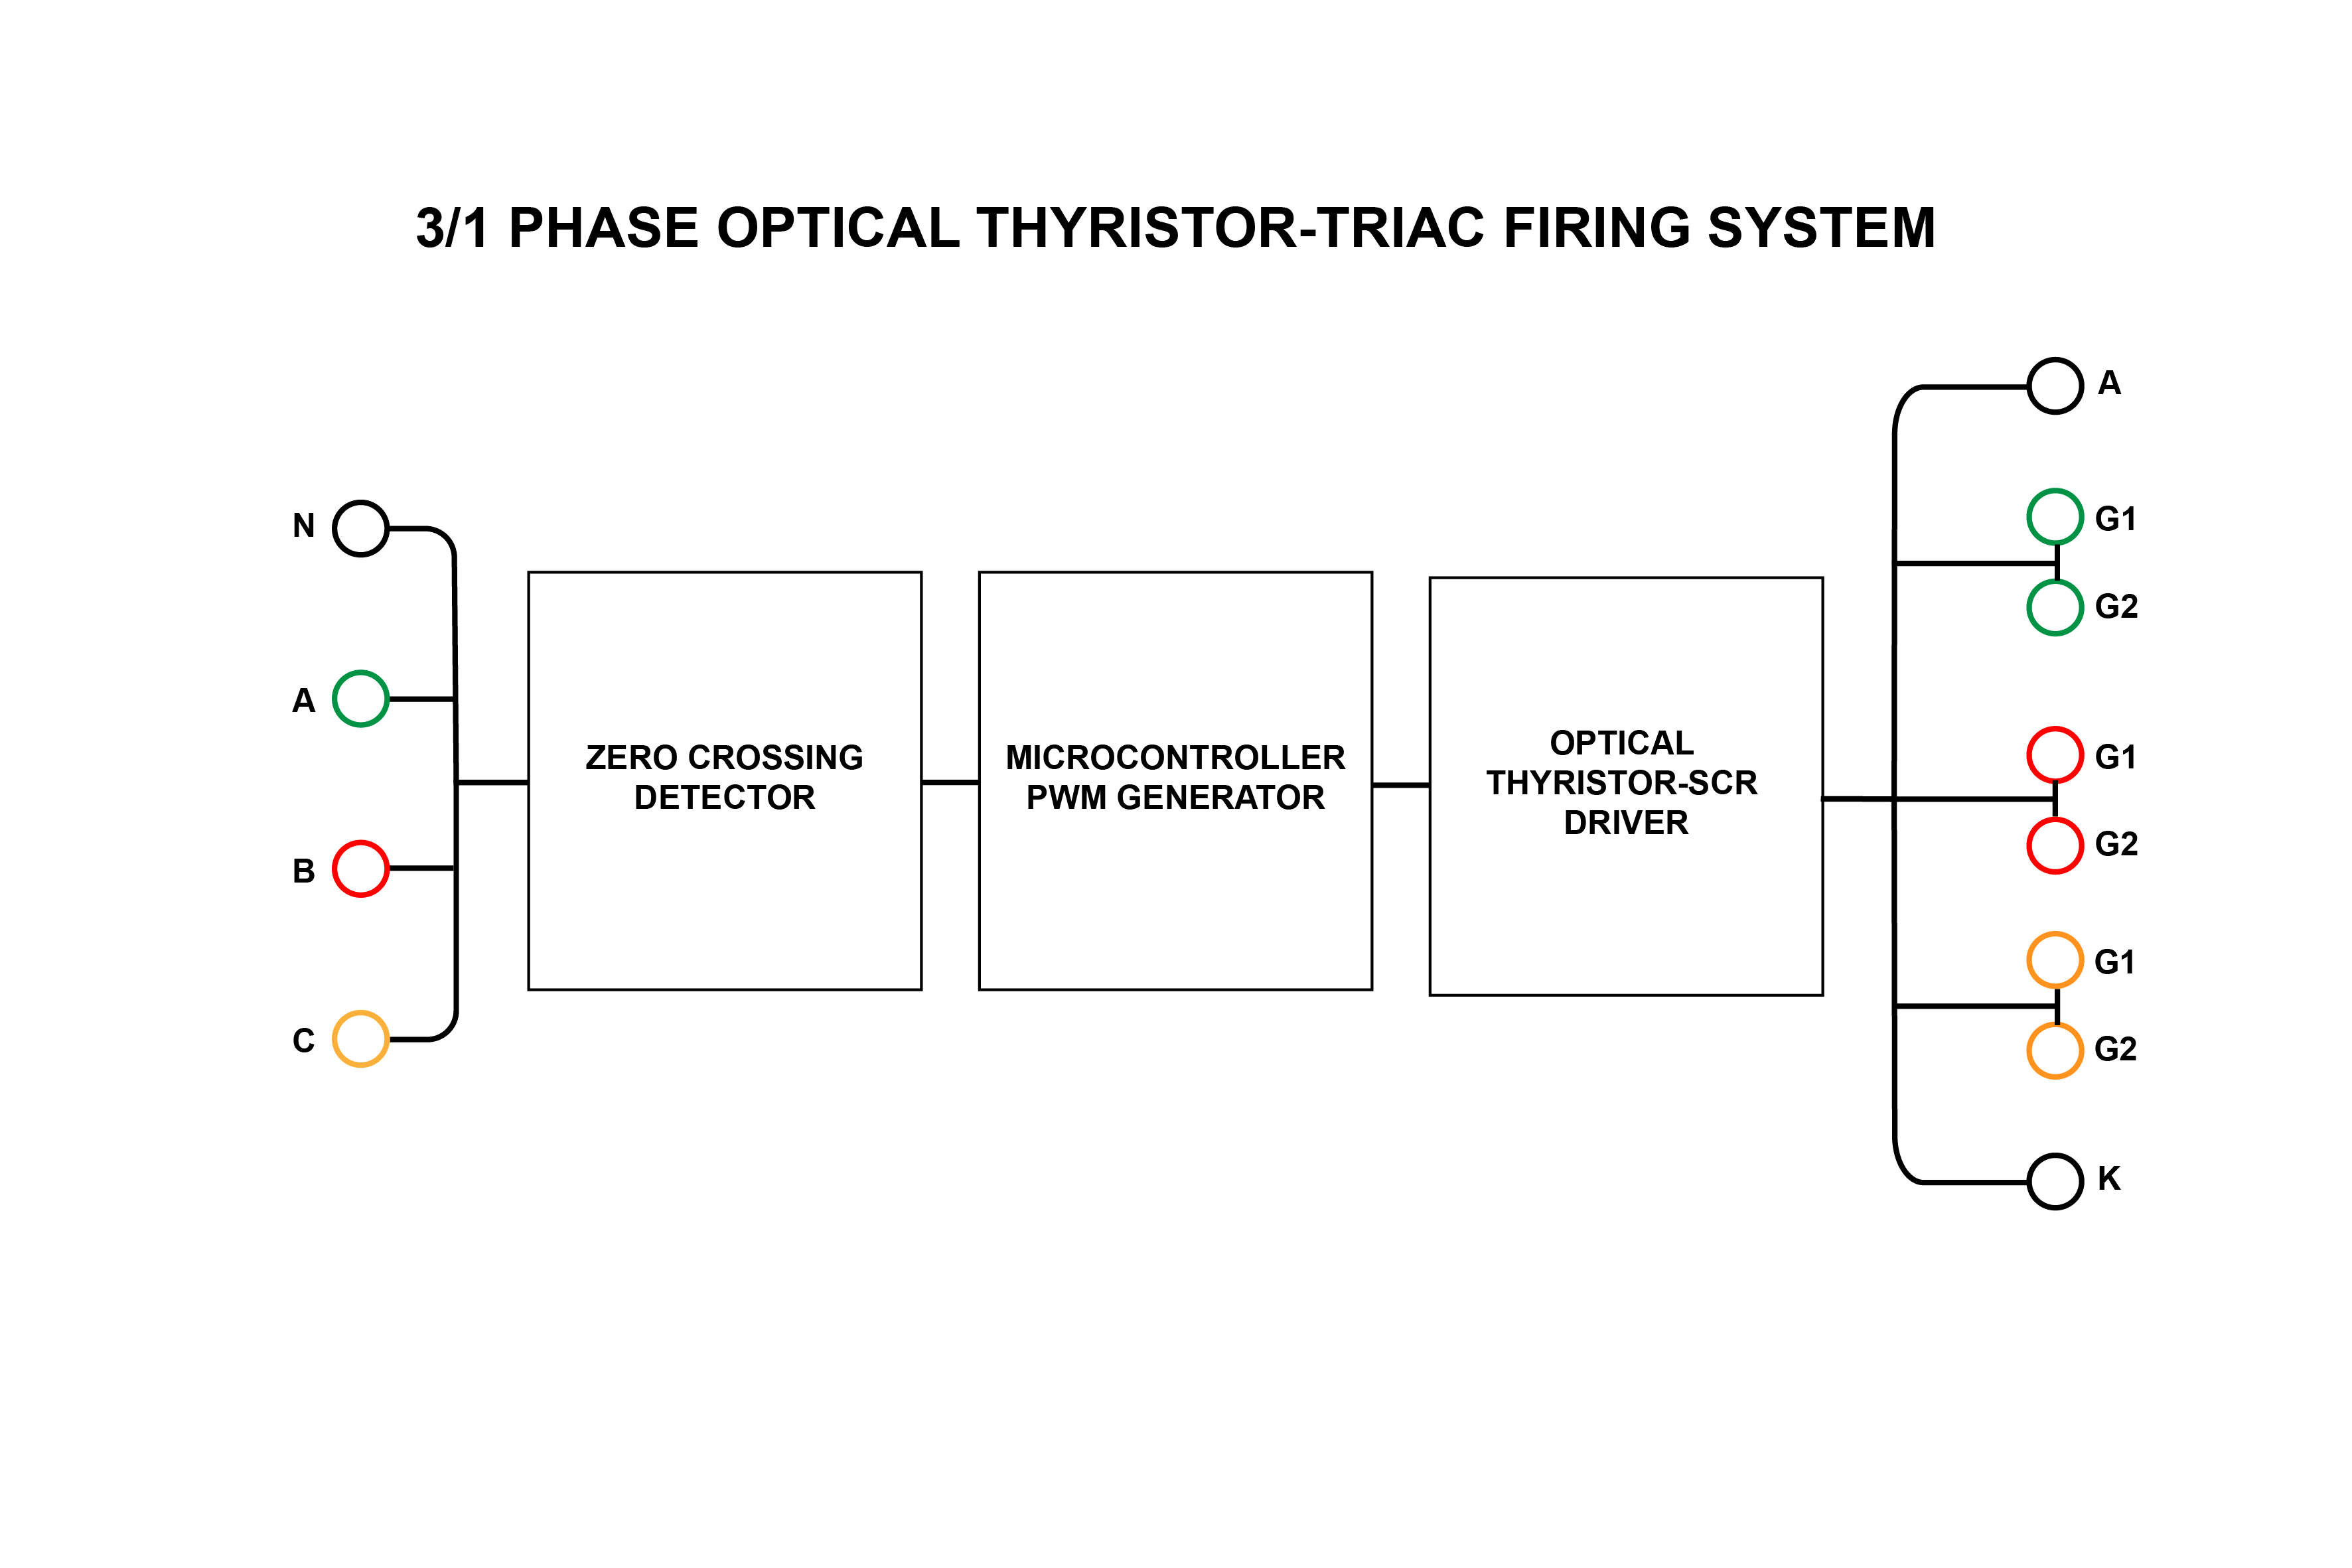 3/1 PHASE OPTICAL THYRISTOR-TRIAC FIRING SYSTEM
N
A
B
C
ZERO CROSSING
DETECTOR
MICROCONTROLLER
PWM GENERATOR
OPTICAL
THYRISTOR-SCR
DRIVER
A
G1
G2
G1
G2
G1
G2
K